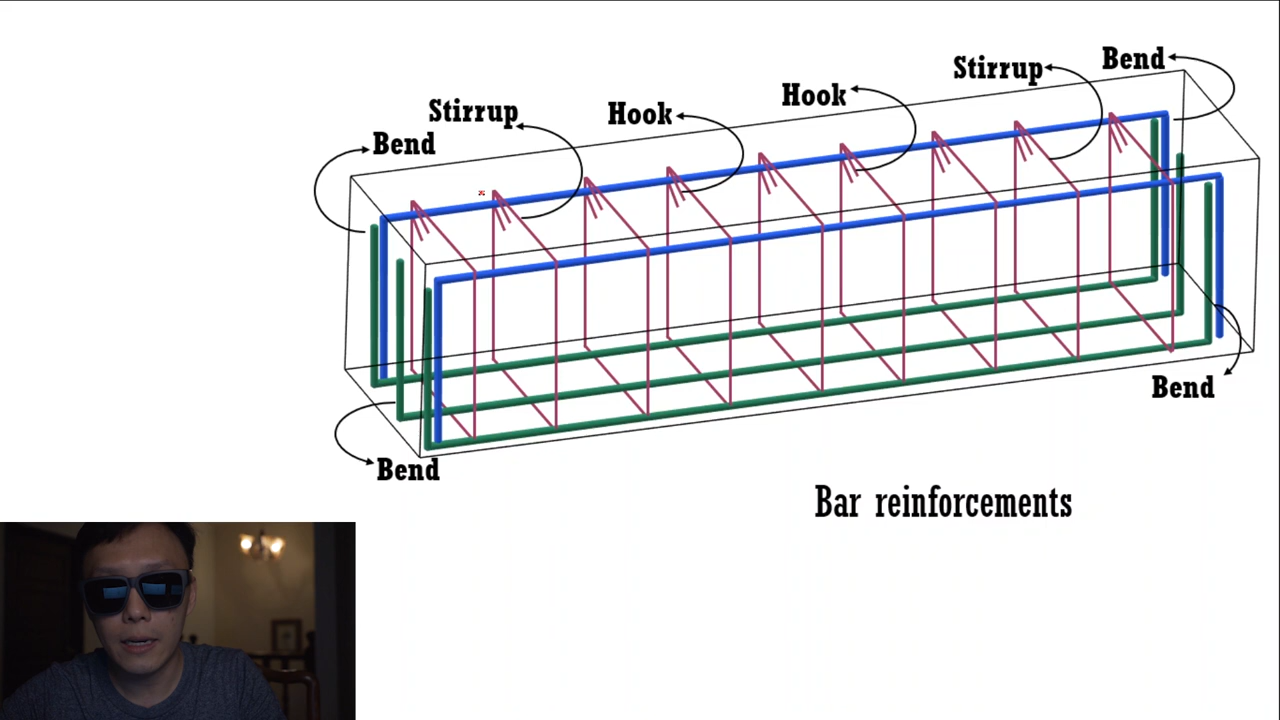 Bend
Stirrup
Hook
Hook
Stirrup
Bend
Bend
Bend
Bar reinforcements